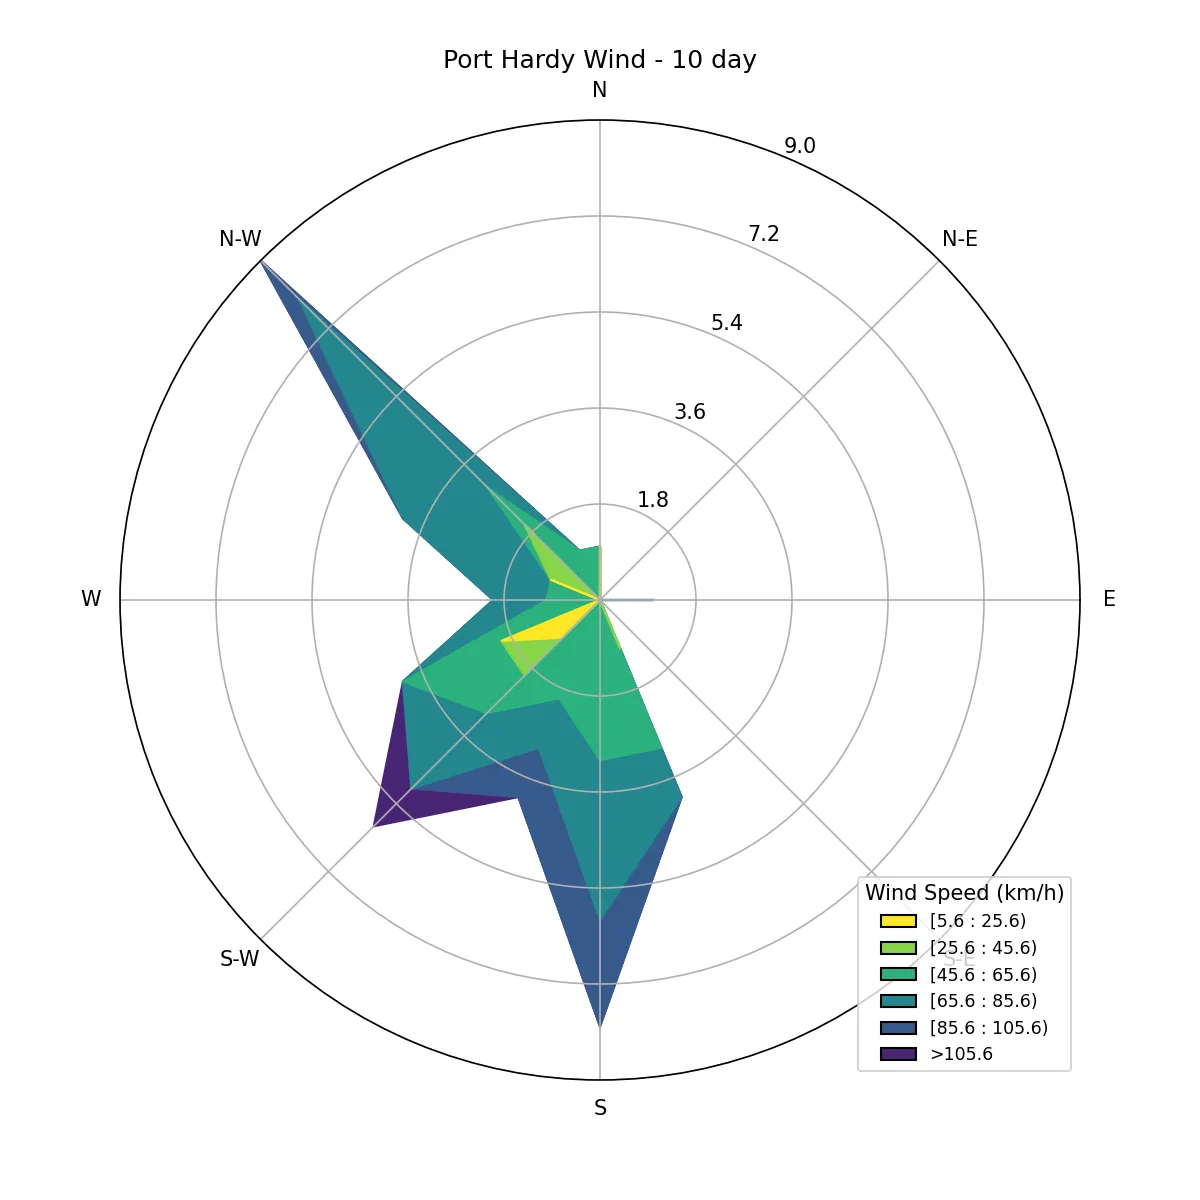 Port Hardy Wind - 10 day
N
9.0
N-W
N-E
7.2
5.4
3.6
1.8
W
E
S-W
S-E
Wind Speed (km/h)
[5.6 : 25.6)
[25.6 : 45.6)
[45.6 : 65.6)
[65.6 : 85.6)
[85.6 : 105.6)
>105.6
S